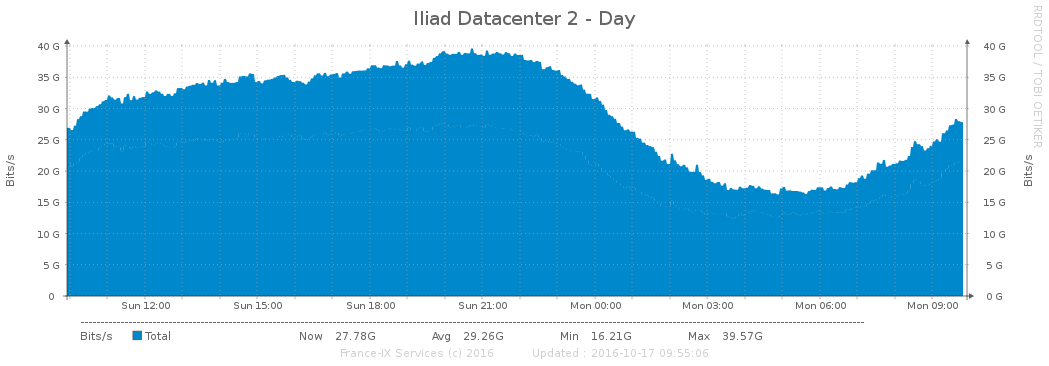 Iliad Datacenter 2 - Day
RRDTOOL / TOBI OETIKER
Bits/s
40 G 40 G
35 G 35 G
30 G 30 G
25 G 25 G
20 G 20 G
15 G 15 G
10 G 10 G
5 G 5 G
0 0 G
Bits/s
Sun 12:00 Sun 15:00 Sun 18:00 Sun 21:00 Mon 00:00 Mon 03:00 Mon 06:00 Mon 09:00
Bits/s Total Now 27.78G Avg 29.26G Min 16.21G Max 39.57G
France-IX Services (c) 2016 Updated : 2016-10-17 09:55:06